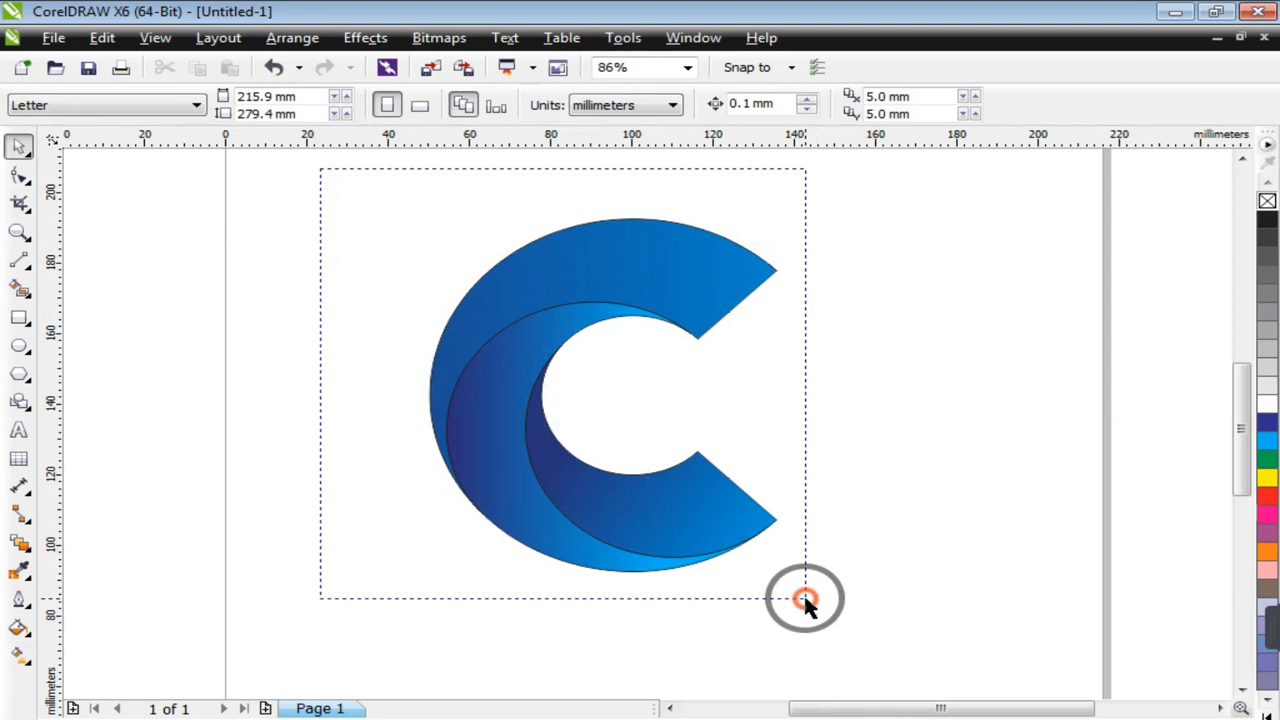 CorelDRAW X6 (64-Bit) - [Untitled-1]
File Edit View Layout Arrange Effects Bitmaps Text Table Tools Window Help
86% Snap to
Letter 215.9 mm 279.4 mm Units: millimeters 0.1 mm 5.0 mm 5.0 mm
20 0 20 40 60 80 100 120 140 160 180 200 220 millimeters
200
180
160
140
120
100
80
millimeters
1 of 1 Page 1